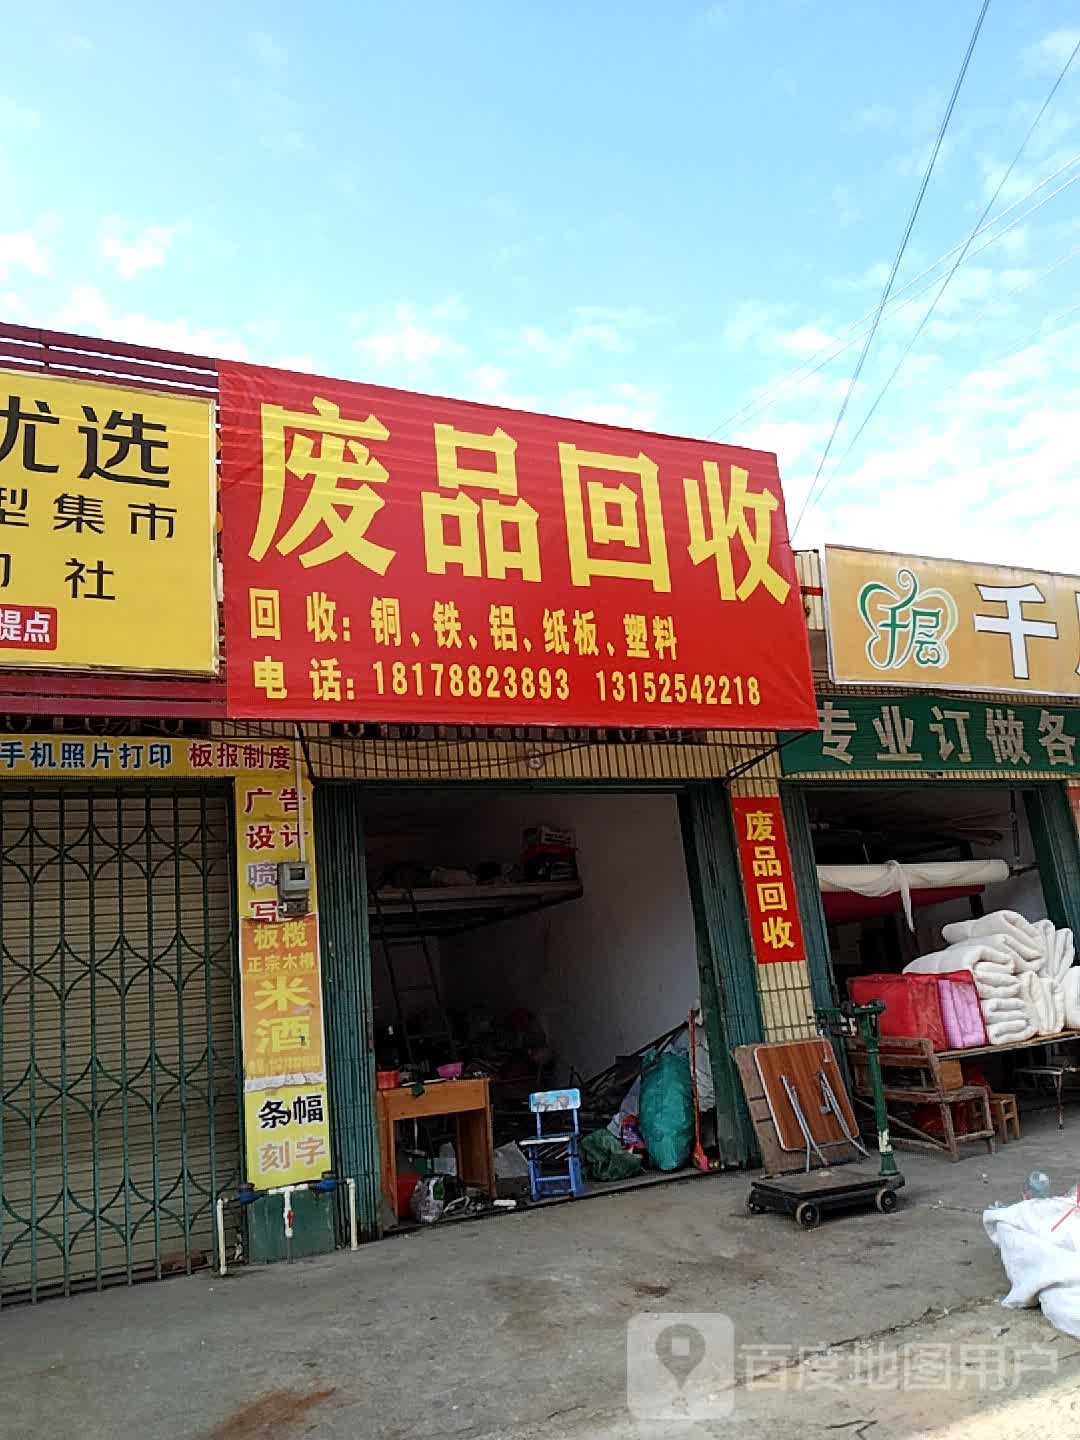 优选
型集市
社
提点
废品回收
回收：铜、铁、铝、纸板、塑料
电话：18178823893 13152542218
千层
千
专业订做各
手机照片打印 板报制度
广告
设计
喷
写
板榄
正宗木榫
米酒
条幅
刻字
废品回收
百度地图用户